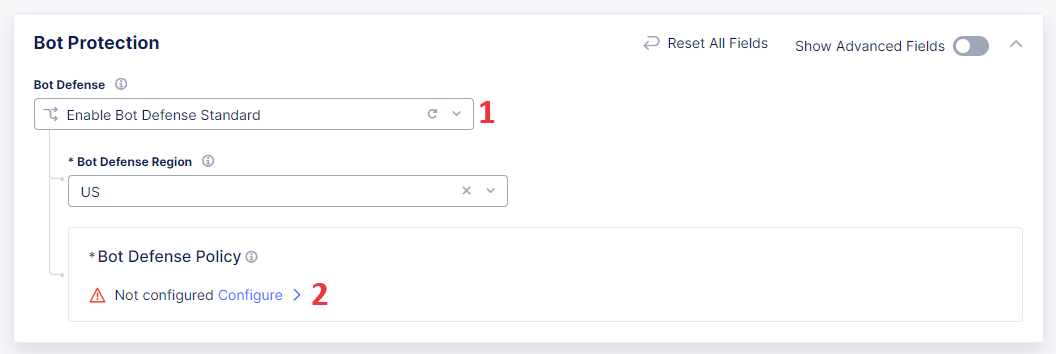 Bot Protection
Reset All Fields
Show Advanced Fields
Bot Defense
Enable Bot Defense Standard
1
* Bot Defense Region
US
* Bot Defense Policy
Not configured Configure
2